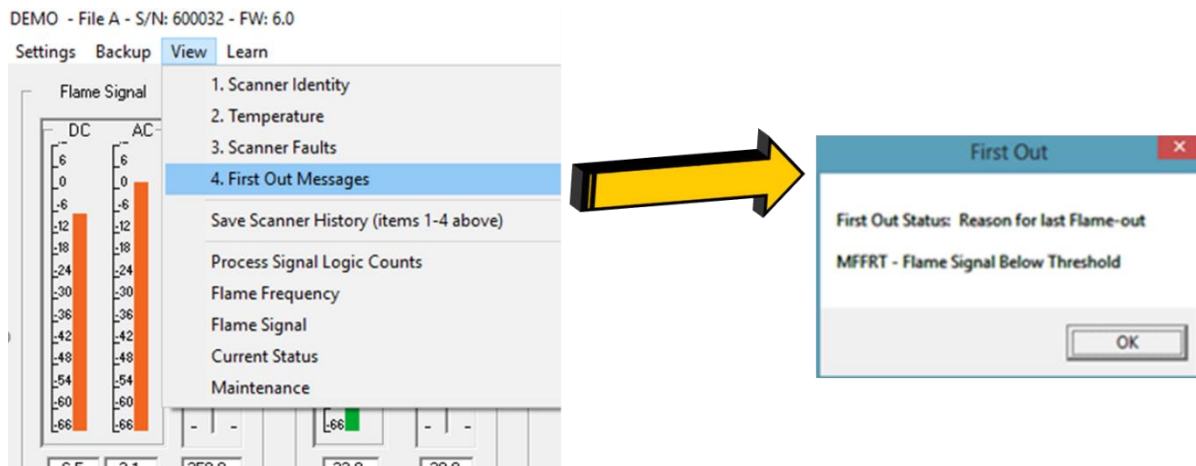 DEMO - File A - S/N: 600032 - FW: 6.0
Settings Backup View Learn
Flame Signal
DC AC
6 6
0 0
-6 -6
-12 -12
-18 -18
-24 -24
-30 -30
-36 -36
-42 -42
-48 -48
-54 -54
-60 -60
-66 -66
1. Scanner Identity
2. Temperature
3. Scanner Faults
4. First Out Messages
Save Scanner History (items 1-4 above)
Process Signal Logic Counts
Flame Frequency
Flame Signal
Current Status
Maintenance
-66
First Out
First Out Status: Reason for last Flame-out
MFFRT - Flame Signal Below Threshold
OK